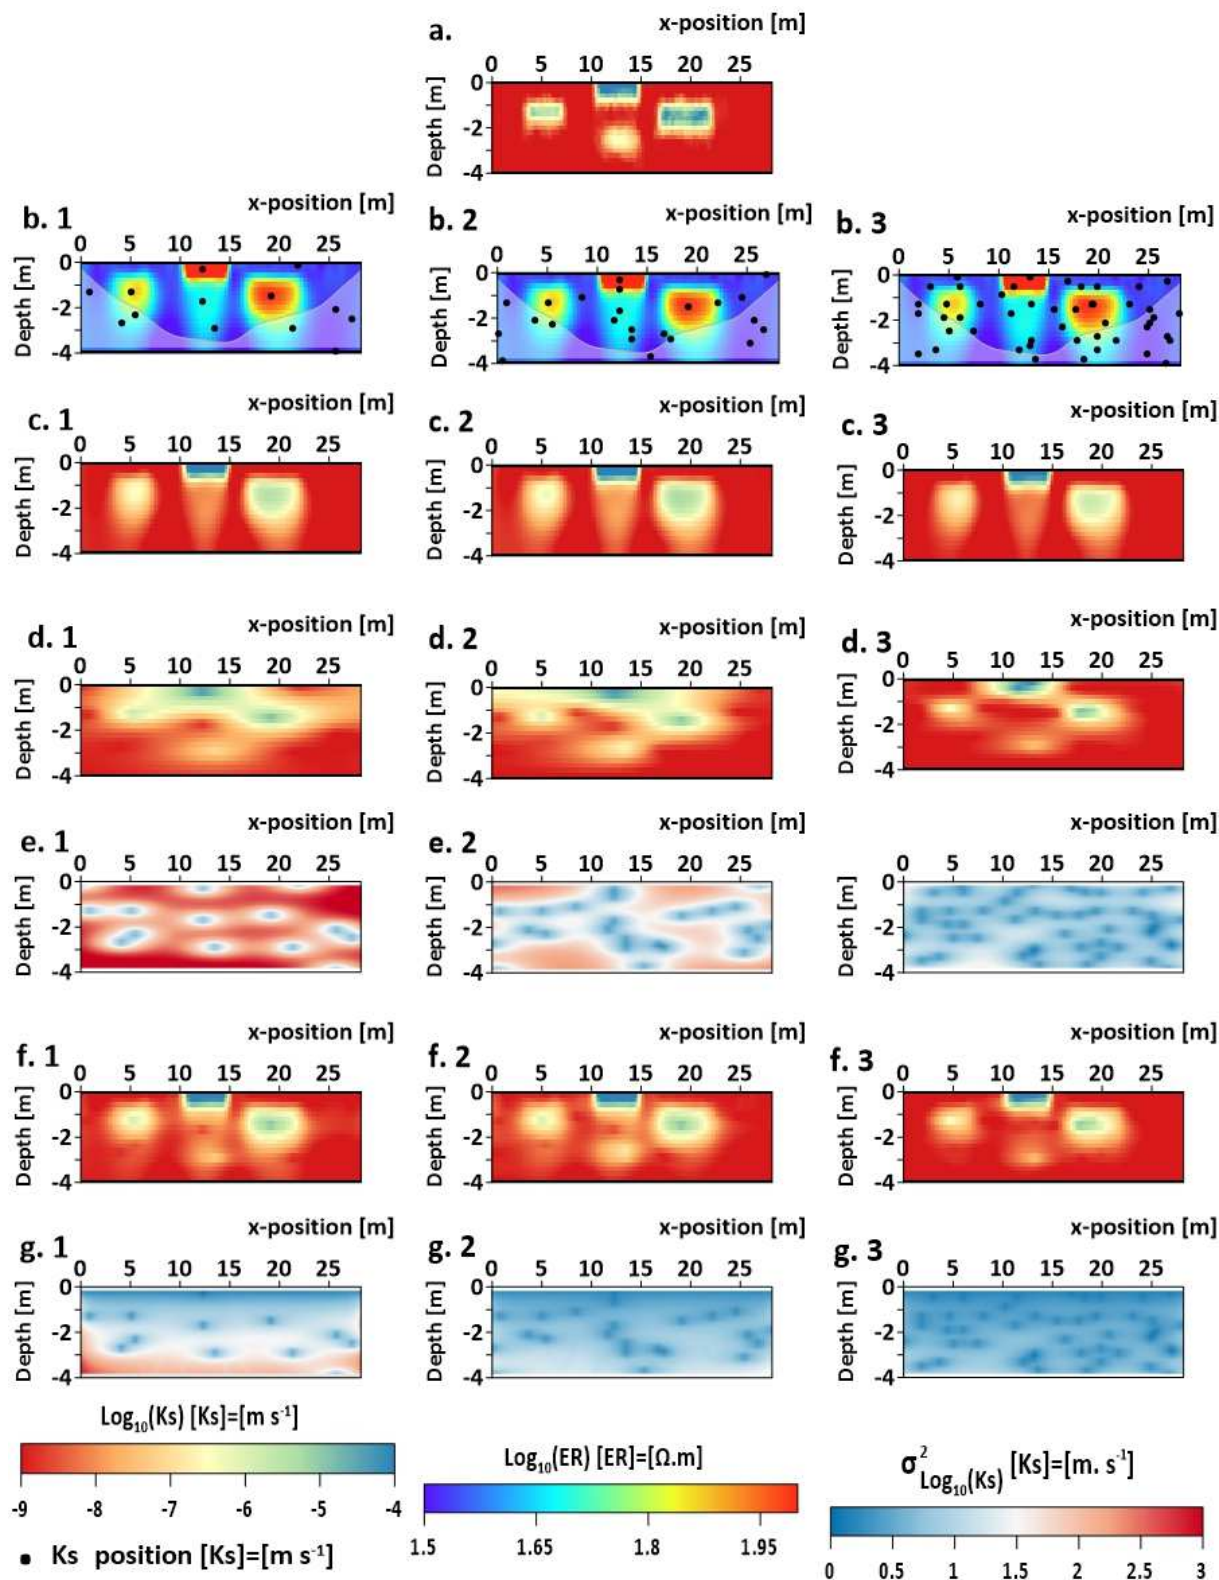 a.
x-position [m]
0 5 10 15 20 25
Depth [m]
0
-2
-4
b. 1
x-position [m]
0 5 10 15 20 25
Depth [m]
0
-2
-4
b. 2
x-position [m]
0 5 10 15 20 25
Depth [m]
0
-2
-4
b. 3
x-position [m]
0 5 10 15 20 25
Depth [m]
0
-2
-4
c. 1
x-position [m]
0 5 10 15 20 25
Depth [m]
0
-2
-4
c. 2
x-position [m]
0 5 10 15 20 25
Depth [m]
0
-2
-4
c. 3
x-position [m]
0 5 10 15 20 25
Depth [m]
0
-2
-4
d. 1
x-position [m]
0 5 10 15 20 25
Depth [m]
0
-2
-4
d. 2
x-position [m]
0 5 10 15 20 25
Depth [m]
0
-2
-4
d. 3
x-position [m]
0 5 10 15 20 25
Depth [m]
0
-2
-4
e. 1
x-position [m]
0 5 10 15 20 25
Depth [m]
0
-2
-4
e. 2
x-position [m]
0 5 10 15 20 25
Depth [m]
0
-2
-4
x-position [m]
0 5 10 15 20 25
Depth [m]
0
-2
-4
f. 1
x-position [m]
0 5 10 15 20 25
Depth [m]
0
-2
-4
f. 2
x-position [m]
0 5 10 15 20 25
Depth [m]
0
-2
-4
f. 3
x-position [m]
0 5 10 15 20 25
Depth [m]
0
-2
-4
g. 1
x-position [m]
0 5 10 15 20 25
Depth [m]
0
-2
-4
g. 2
x-position [m]
0 5 10 15 20 25
Depth [m]
0
-2
-4
g. 3
x-position [m]
0 5 10 15 20 25
Depth [m]
0
-2
-4
Log₁₀(Ks) [Ks]=[m s⁻¹]
-9 -8 -7 -6 -5 -4
Ks position [Ks]=[m s⁻¹]
Log₁₀(ER) [ER]=[Ω.m]
1.5 1.65 1.8 1.95
σ²Log₁₀(Ks) [Ks]=[m. s⁻¹]
0 0.5 1 1.5 2 2.5 3